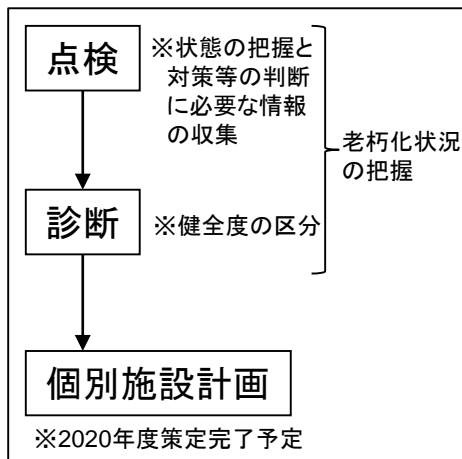 点検
※状態の把握と
対策等の判断
に必要な情報
の収集
老朽化状況
の把握
診断
※健全度の区分
個別施設計画
※2020年度策定完了予定